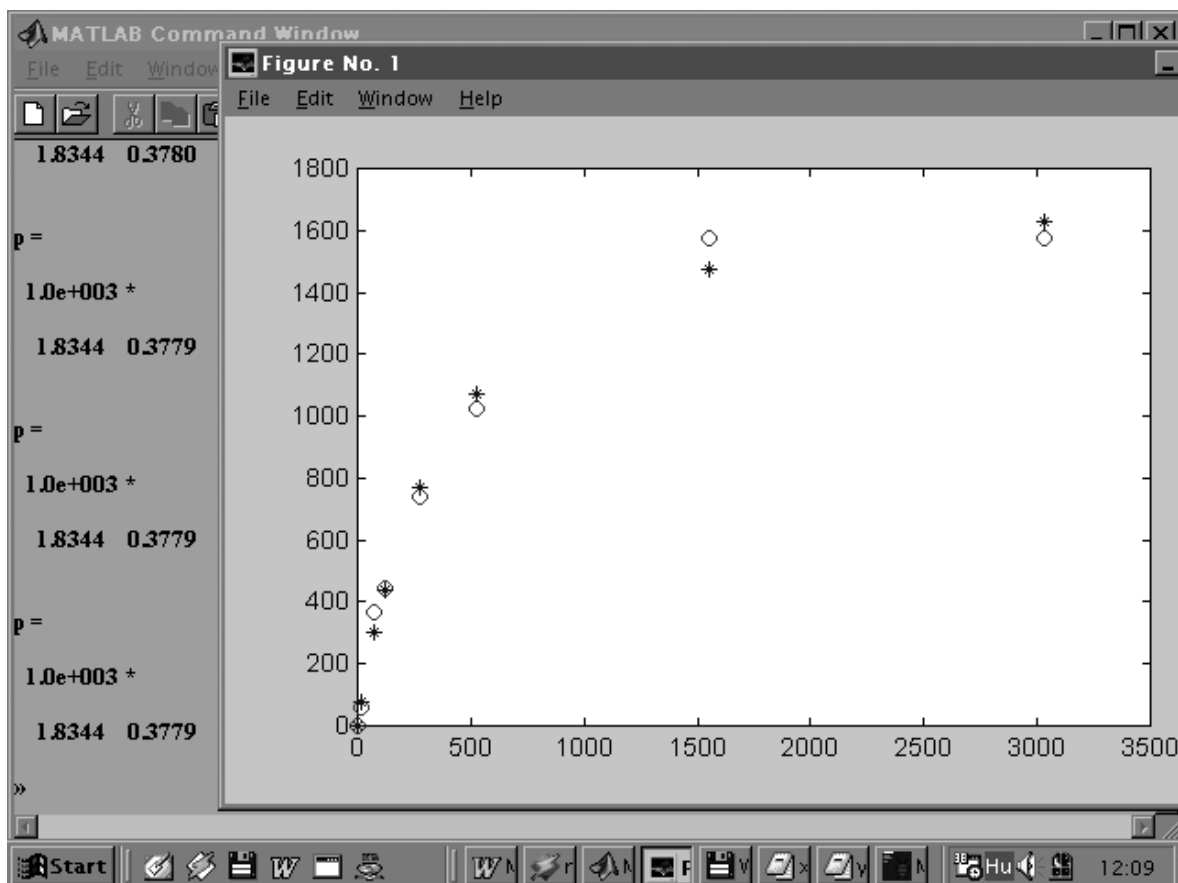 MATLAB Command Window
File Edit Window
Figure No. 1
File Edit Window Help
1.8344 0.3780
p =
1.0e+003 *
1.8344 0.3779
p =
1.0e+003 *
1.8344 0.3779
p =
1.0e+003 *
1.8344 0.3779
»
1800
1600
1400
1200
1000
800
600
400
200
0
0 500 1000 1500 2000 2500 3000 3500
Start
Hu
12:09